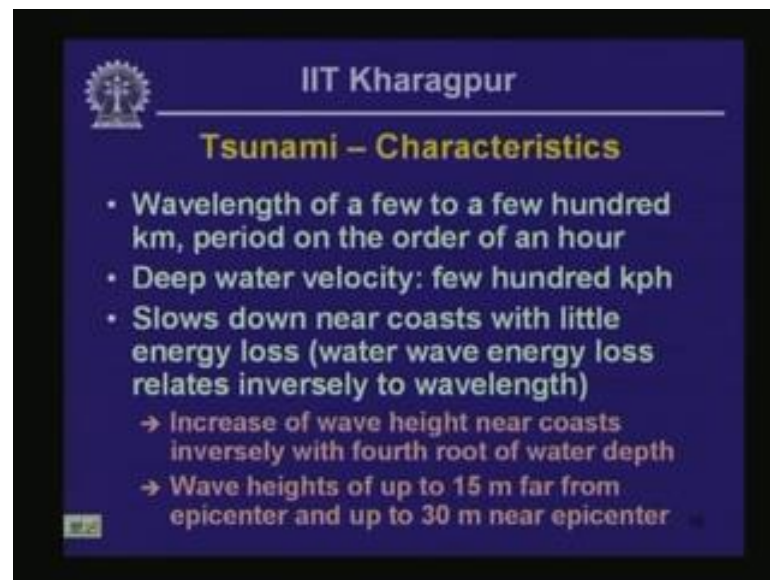 IIT Kharagpur
Tsunami – Characteristics
• Wavelength of a few to a few hundred
km, period on the order of an hour
• Deep water velocity: few hundred kph
• Slows down near coasts with little
energy loss (water wave energy loss
relates inversely to wavelength)
→ Increase of wave height near coasts
inversely with fourth root of water depth
→ Wave heights of up to 15 m far from
epicenter and up to 30 m near epicenter